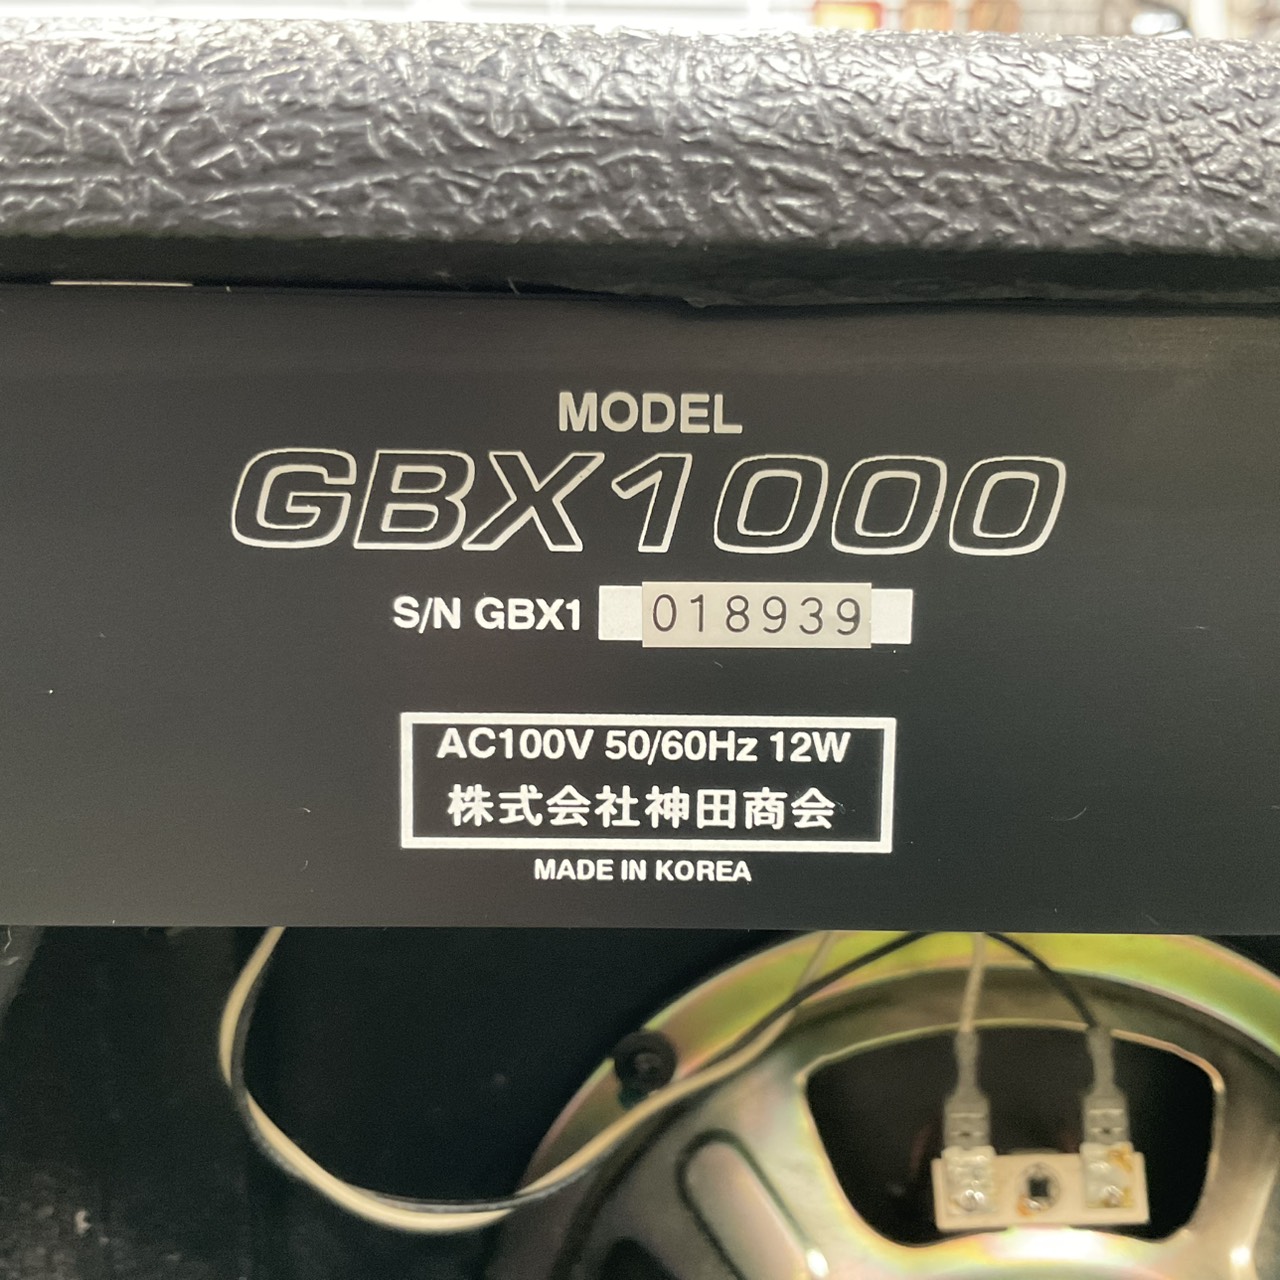 MODEL
GBX1000
S/N GBX1 018939
AC100V 50/60Hz 12W
株式会社神田商会
MADE IN KOREA